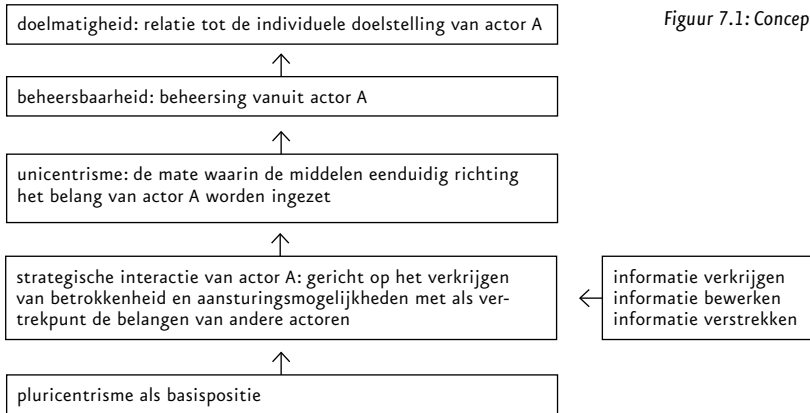 doelmatigheid: relatie tot de individuele doelstelling van actor A
Figuur 7.1: Concep
beheersbaarheid: beheersing vanuit actor A
unicentrisme: de mate waarin de middelen eenduidig richting
het belang van actor A worden ingezet
strategische interactie van actor A: gericht op het verkrijgen
van betrokkenheid en aansturingsmogelijkheden met als ver-
trekpunt de belangen van andere actoren
informatie verkrijgen
informatie bewerken
informatie verstrekken
pluricentrisme als basispositie